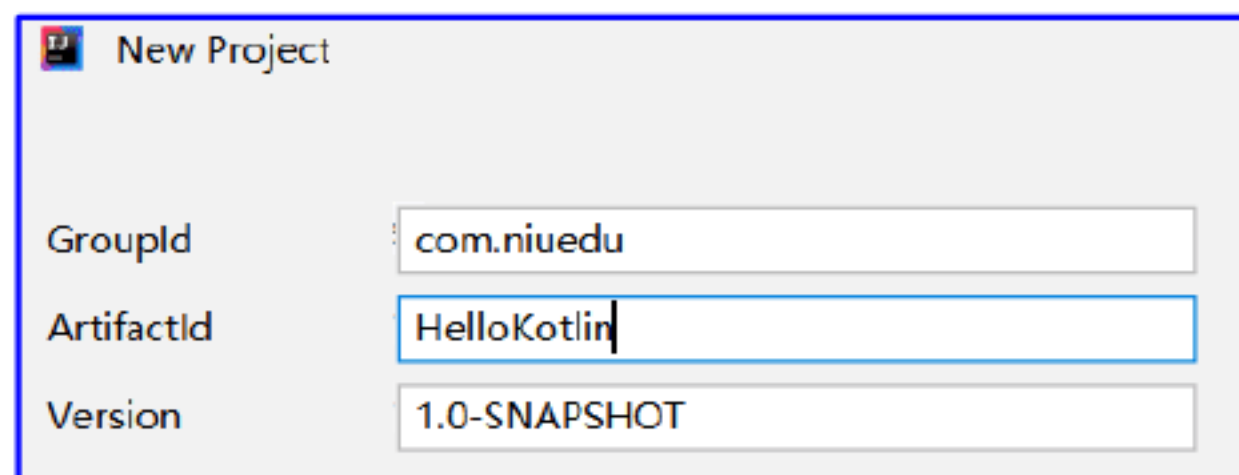 New Project
GroupId com.niuedu
ArtifactId HelloKotlin
Version 1.0-SNAPSHOT